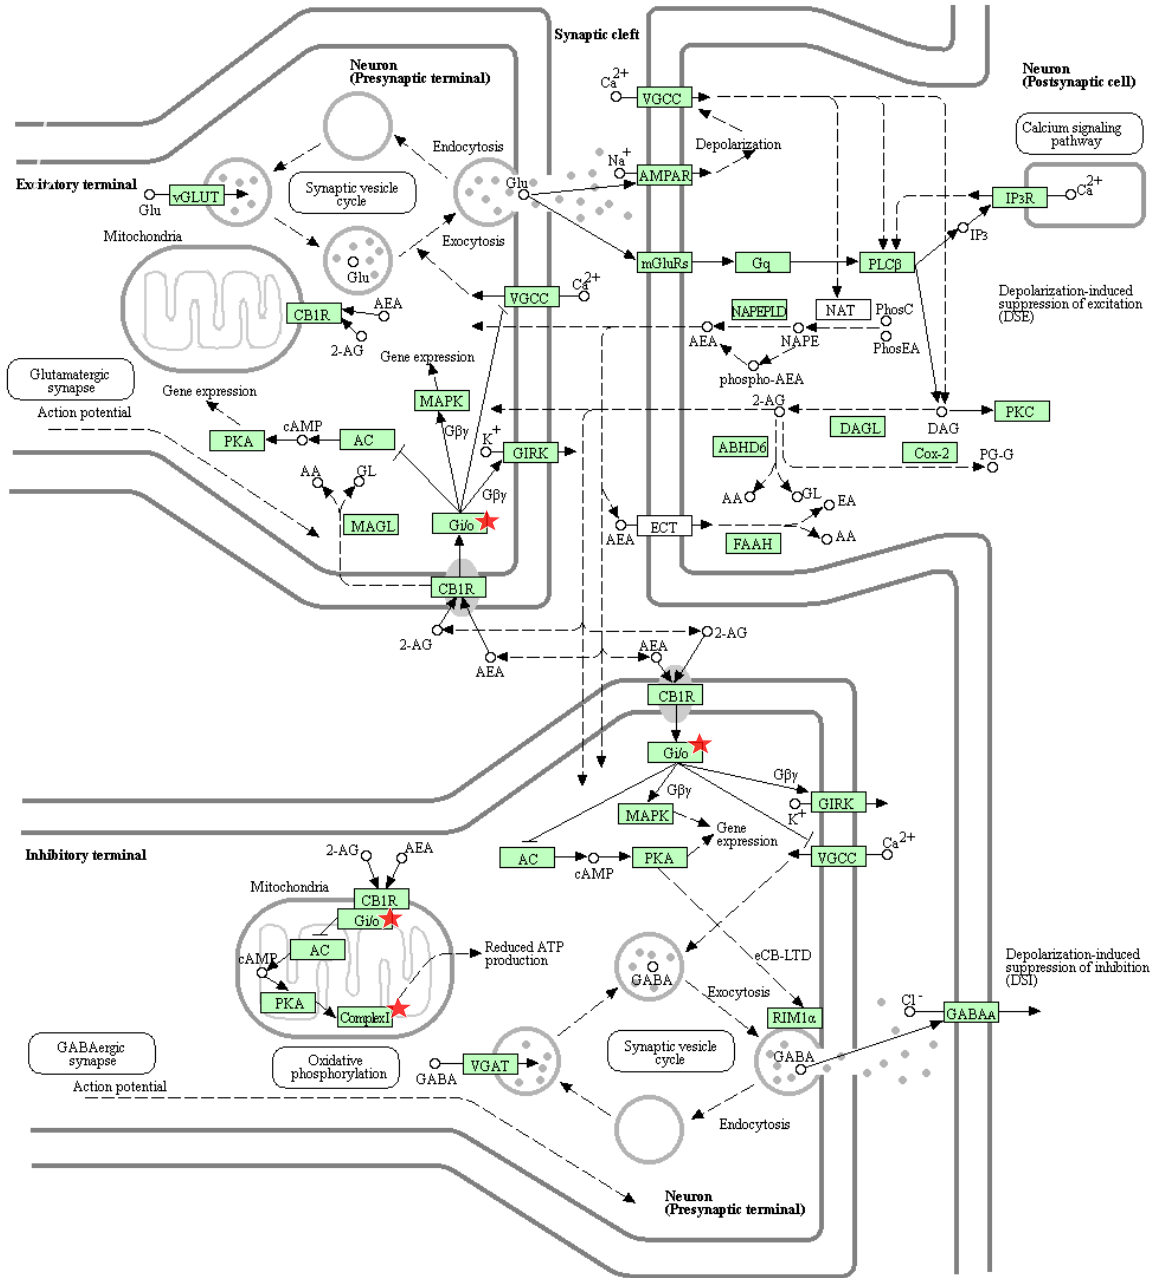 Synaptic cleft
Neuron
(Presynaptic terminal)
Neuron
(Postsynaptic cell)
Ca2+
VGCC
Depolarization
Calcium signaling
pathway
Endocytosis
Na+
AMPAR
Excitatory terminal
Glu
vGLUT
Synaptic vesicle
cycle
Glu
IP3R
Ca2+
IP3
Mitochondria
Exocytosis
Glu
mGluRs
Gq
PLCβ
VGCC
Ca2+
CB1R
AEA
2-AG
NAPEPLD
NAT
PhosC
PhosEA
AEA
NAPE
phospho-AEA
Depolarization-induced
suppression of excitation
(DSE)
Gene expression
Glutamatergic
synapse
Gene expression
Action potential
MAPK
Gβγ
2-AG
DAG
PKC
DAGL
Cox-2
PG-G
ABHD6
PKA
cAMP
AC
K+
GIRK
Gβγ
AA
GL
AA
GL
EA
AA
MAGL
Gi/o
AEA
ECT
FAAH
CB1R
2-AG
AEA
AEA
2-AG
CB1R
Gi/o
Gβγ
Gβγ
MAPK
K+
GIRK
Gene
expression
Ca2+
VGCC
AC
cAMP
PKA
Inhibitory terminal
2-AG
AEA
Mitochondria
CB1R
Gi/o
AC
cAMP
PKA
ComplexI
Reduced ATP
production
eCB-LTD
GABA
Exocytosis
RIM1α
Cl-
GABAA
Depolarization-induced
suppression of inhibition
(DSI)
GABAergic
synapse
Oxidative
phosphorylation
GABA
VGAT
Synaptic vesicle
cycle
GABA
Action potential
Endocytosis
Neuron
(Presynaptic terminal)